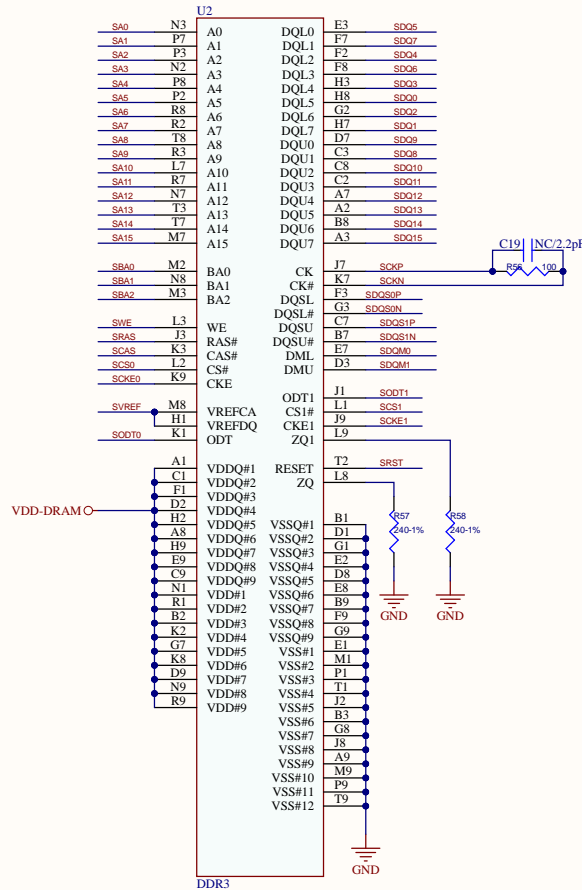 U2
SA0 N3 A0 DQL0 E3 SDQ5
SA1 P7 A1 DQL1 F7 SDQ7
SA2 P3 A2 DQL2 F2 SDQ4
SA3 N2 A3 DQL3 F8 SDQ6
SA4 P8 A4 DQL4 H3 SDQ3
SA5 P2 A5 DQL5 H8 SDQ0
SA6 R8 A6 DQL6 G2 SDQ2
SA7 R2 A7 DQL7 H7 SDQ1
SA8 T8 A8 DQU0 D7 SDQ9
SA9 R3 A9 DQU1 C3 SDQ8
SA10 L7 A10 DQU2 C8 SDQ10
SA11 R7 A11 DQU3 C2 SDQ11
SA12 N7 A12 DQU4 A7 SDQ12
SA13 T3 A13 DQU5 A2 SDQ13
SA14 T7 A14 DQU6 B8 SDQ14
SA15 M7 A15 DQU7 A3 SDQ15
C19 NC/2.2pF
SBA0 M2 BA0 CK J7 SCKP R56 100
SBA1 N8 BA1 CK# K7 SCKN
SBA2 M3 BA2 DQSL F3 SDQS0P
DQSL# G3 SDQS0N
SWE L3 WE DQSU C7 SDQS1P
SRAS J3 RAS# DQSU# B7 SDQS1N
SCAS K3 CAS# DML E7 SDQM0
SCS0 L2 CS# DMU D3 SDQM1
SCKE0 K9 CKE
ODT1 J1 SODT1
SVREF M8 VREFCA CS1# L1 SCS1
H1 VREFDQ CKE1 J9 SCKE1
SODT0 K1 ODT ZQ1 L9
A1 VDDQ#1 RESET T2 SRST
C1 VDDQ#2 ZQ L8
F1 VDDQ#3
VDD-DRAM D2 VDDQ#4
H2 VDDQ#5 VSSQ#1 B1 R57 R58
A8 VDDQ#6 VSSQ#2 D1 240-1% 240-1%
H9 VDDQ#7 VSSQ#3 G1
E9 VDDQ#8 VSSQ#4 E2
C9 VDDQ#9 VSSQ#5 D8
N1 VDD#1 VSSQ#6 E8
R1 VDD#2 VSSQ#7 B9
B2 VDD#3 VSSQ#8 F9 GND GND
K2 VDD#4 VSSQ#9 G9
G7 VDD#5 VSS#1 E1
K8 VDD#6 VSS#2 M1
D9 VDD#7 VSS#3 P1
N9 VDD#8 VSS#4 T1
R9 VDD#9 VSS#5 J2
VSS#6 B3
VSS#7 G8
VSS#8 J8
VSS#9 A9
VSS#10 M9
VSS#11 P9
VSS#12 T9
GND
DDR3